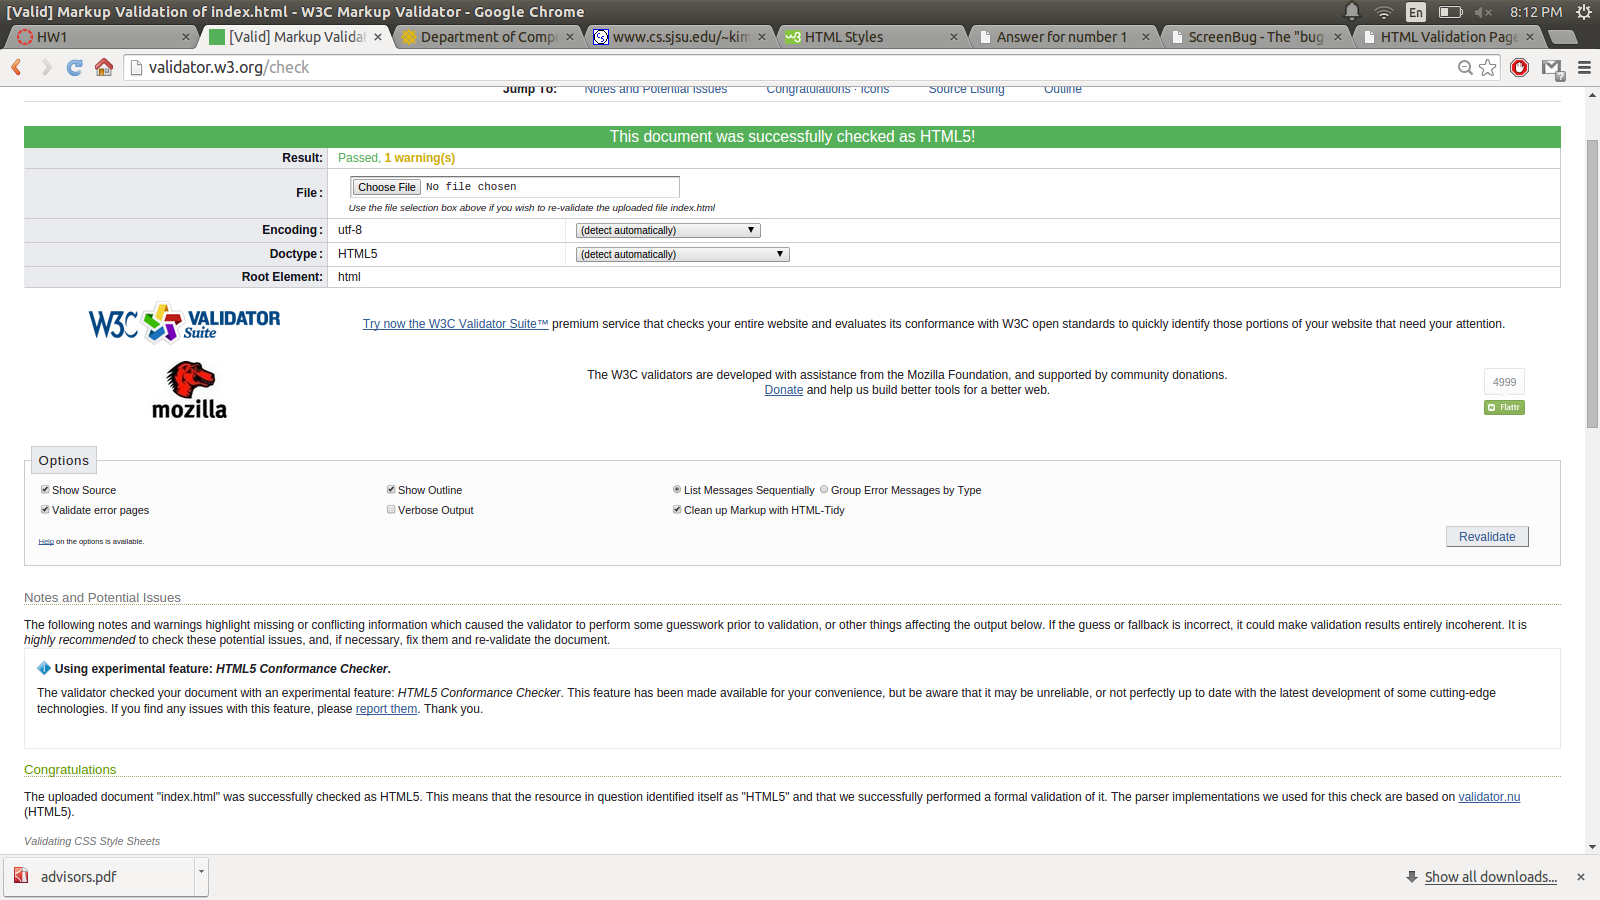 [Valid] Markup Validation of index.html - W3C Markup Validator - Google Chrome
En
8:12 PM
HW1
[Valid] Markup Valida
Department of Comp
www.cs.sjsu.edu/~kim
HTML Styles
Answer for number 1
ScreenBug - The "bug
HTML Validation Page
validator.w3.org/check
Jump To:
Notes and Potential Issues
Congratulations · Icons
Source Listing
Outline
This document was successfully checked as HTML5!
Result: Passed, 1 warning(s)
File: Choose File No file chosen
Use the file selection box above if you wish to re-validate the uploaded file index.html
Encoding: utf-8 (detect automatically)
Doctype: HTML5 (detect automatically)
Root Element: html
W3C VALIDATOR Suite
Try now the W3C Validator Suite™ premium service that checks your entire website and evaluates its conformance with W3C open standards to quickly identify those portions of your website that need your attention.
mozilla
The W3C validators are developed with assistance from the Mozilla Foundation, and supported by community donations.
Donate and help us build better tools for a better web.
4999
Flattr
Options
Show Source Show Outline List Messages Sequentially Group Error Messages by Type
Validate error pages Verbose Output Clean up Markup with HTML-Tidy
Help on the options is available.
Revalidate
Notes and Potential Issues
The following notes and warnings highlight missing or conflicting information which caused the validator to perform some guesswork prior to validation, or other things affecting the output below. If the guess or fallback is incorrect, it could make validation results entirely incoherent. It is
highly recommended to check these potential issues, and, if necessary, fix them and re-validate the document.
Using experimental feature: HTML5 Conformance Checker.
The validator checked your document with an experimental feature: HTML5 Conformance Checker. This feature has been made available for your convenience, but be aware that it may be unreliable, or not perfectly up to date with the latest development of some cutting-edge
technologies. If you find any issues with this feature, please report them. Thank you.
Congratulations
The uploaded document "index.html" was successfully checked as HTML5. This means that the resource in question identified itself as "HTML5" and that we successfully performed a formal validation of it. The parser implementations we used for this check are based on validator.nu
(HTML5).
Validating CSS Style Sheets
advisors.pdf
Show all downloads...